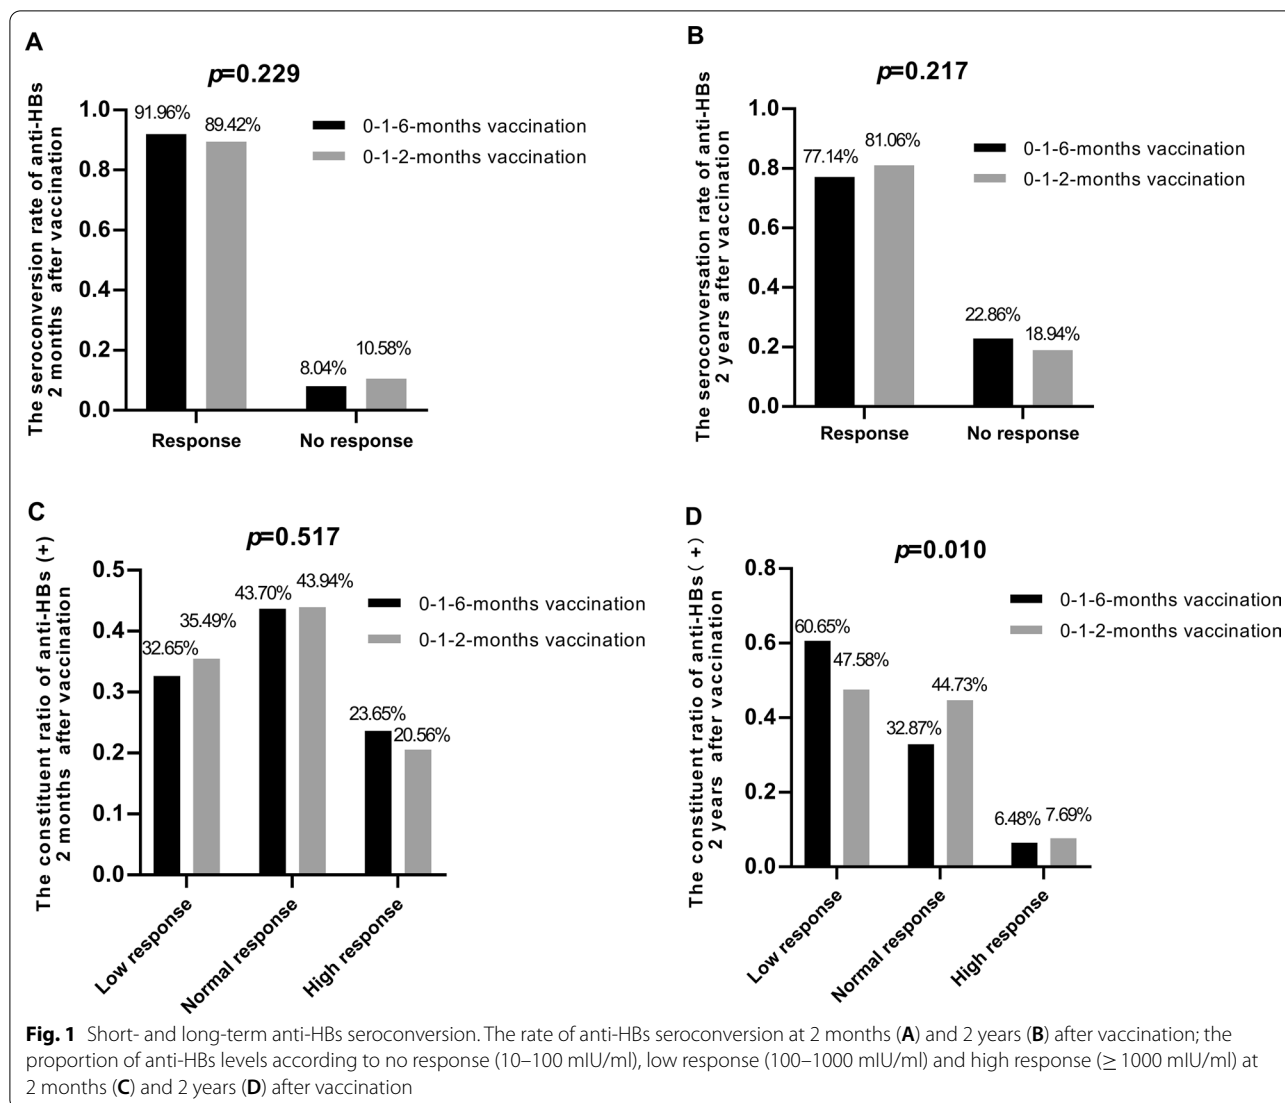 A
p=0.229
The seroconversion rate of anti-HBs
2 months after vaccination
1.0
0.8
0.6
0.4
0.2
0.0
91.96%
89.42%
8.04%
10.58%
0-1-6-months vaccination
0-1-2-months vaccination
Response
No response
B
p=0.217
The seroconversation rate of anti-HBs
2 years after vaccination
1.0
0.8
0.6
0.4
0.2
0.0
77.14%
81.06%
22.86%
18.94%
0-1-6-months vaccination
0-1-2-months vaccination
Response
No response
C
p=0.517
The constituent ratio of anti-HBs (+)
2 months after vaccination
0.5
0.4
0.3
0.2
0.1
0.0
32.65%
35.49%
43.70%
43.94%
23.65%
20.56%
0-1-6-months vaccination
0-1-2-months vaccination
Low response
Normal response
High response
D
p=0.010
The constituent ratio of anti-HBs( +)
2 years after vaccination
0.8
0.6
0.4
0.2
0.0
60.65%
47.58%
32.87%
44.73%
6.48%
7.69%
0-1-6-months vaccination
0-1-2-months vaccination
Low response
Normal response
High response
Fig. 1 Short- and long-term anti-HBs seroconversion. The rate of anti-HBs seroconversion at 2 months (A) and 2 years (B) after vaccination; the
proportion of anti-HBs levels according to no response (10–100 mIU/ml), low response (100–1000 mIU/ml) and high response (≥ 1000 mIU/ml) at
2 months (C) and 2 years (D) after vaccination